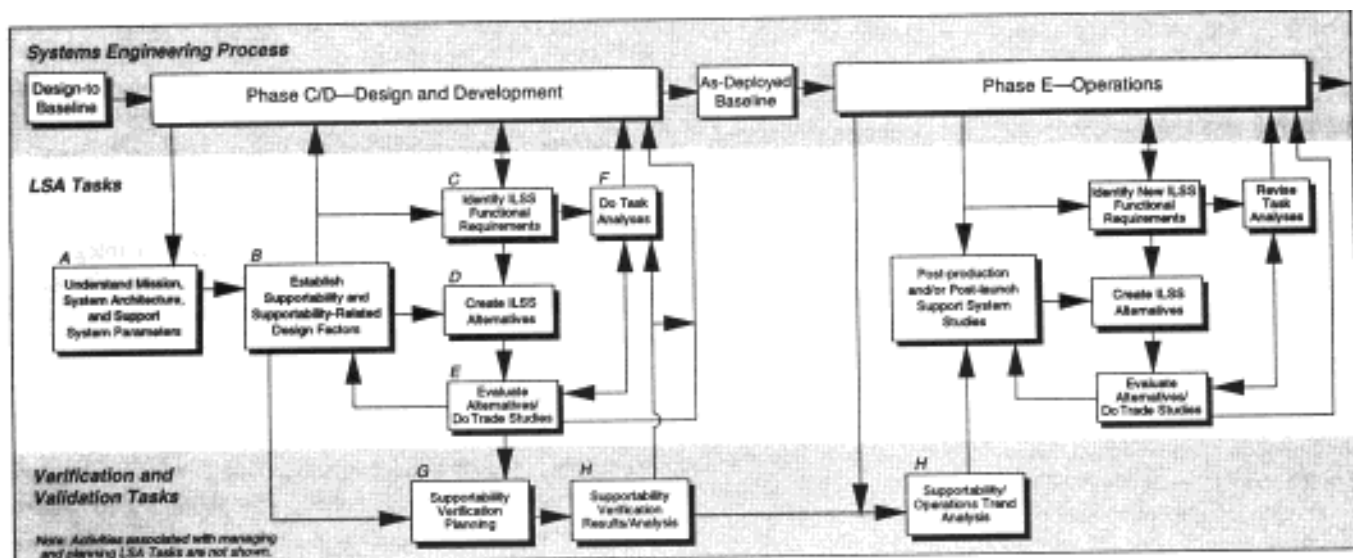 Systems Engineering Process
Design-to
Baseline
Phase C/D—Design and Development
As-Deployed
Baseline
Phase E—Operations
LSA Tasks
A
Understand Mission,
System Architecture,
and Support
System Parameters
B
Establish
Supportability and
Supportability-Related
Design Factors
C
Identify ILSS
Functional
Requirements
F
Do Task
Analyses
D
Create ILSS
Alternatives
E
Evaluate
Alternatives/
Do Trade Studies
Post-production
and/or Post-launch
Support System
Studies
Identify New ILSS
Functional
Requirements
Revise
Task
Analyses
Create ILSS
Alternatives
Evaluate
Alternatives/
Do Trade Studies
Verification and
Validation Tasks
G
Supportability
Verification
Planning
H
Supportability
Verification
Results/Analysis
H
Supportability/
Operations Trend
Analysis
Note: Activities associated with managing
and planning LSA Tasks are not shown.